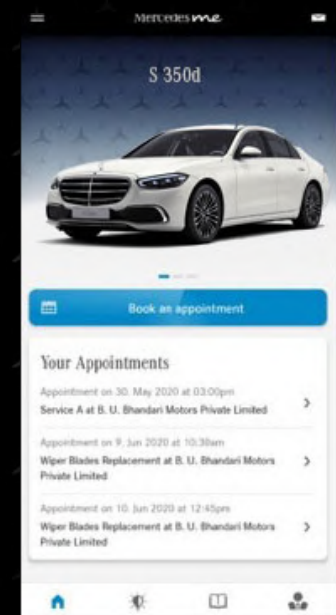 Mercedes me
S 350d
Book an appointment
Your Appointments
Appointment on 30. May 2020 at 03:00pm
Service A at B. U. Bhandari Motors Private Limited
Appointment on 9. Jun 2020 at 10:30am
Wiper Blades Replacement at B. U. Bhandari Motors
Private Limited
Appointment on 10. Jun 2020 at 12:45pm
Wiper Blades Replacement at B. U. Bhandari Motors
Private Limited